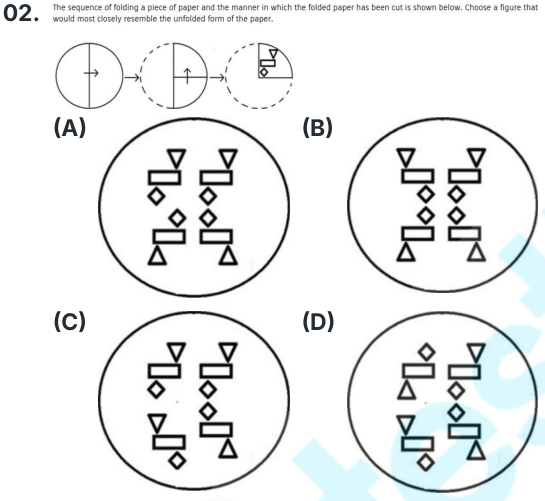 02. The sequence of folding a piece of paper and the manner in which the folded paper has been cut is shown below. Choose a figure that
would most closely resemble the unfolded form of the paper.
(A) (B)
(C) (D)
test